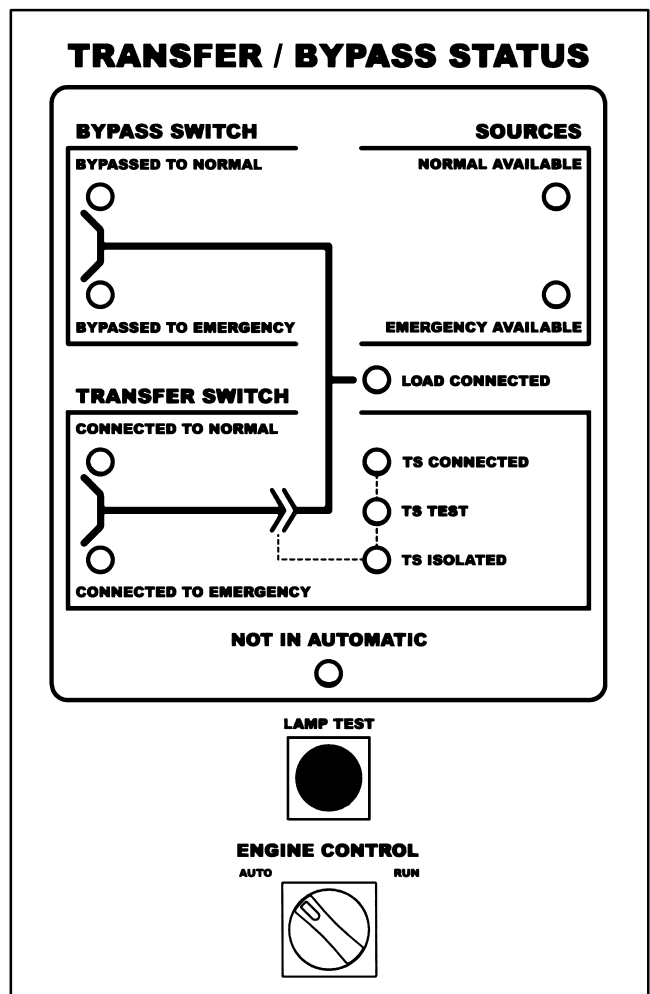 TRANSFER / BYPASS STATUS
BYPASS SWITCH
SOURCES
BYPASSED TO NORMAL
NORMAL AVAILABLE
BYPASSED TO EMERGENCY
EMERGENCY AVAILABLE
LOAD CONNECTED
TRANSFER SWITCH
CONNECTED TO NORMAL
TS CONNECTED
TS TEST
TS ISOLATED
CONNECTED TO EMERGENCY
NOT IN AUTOMATIC
LAMP TEST
ENGINE CONTROL
AUTO
RUN